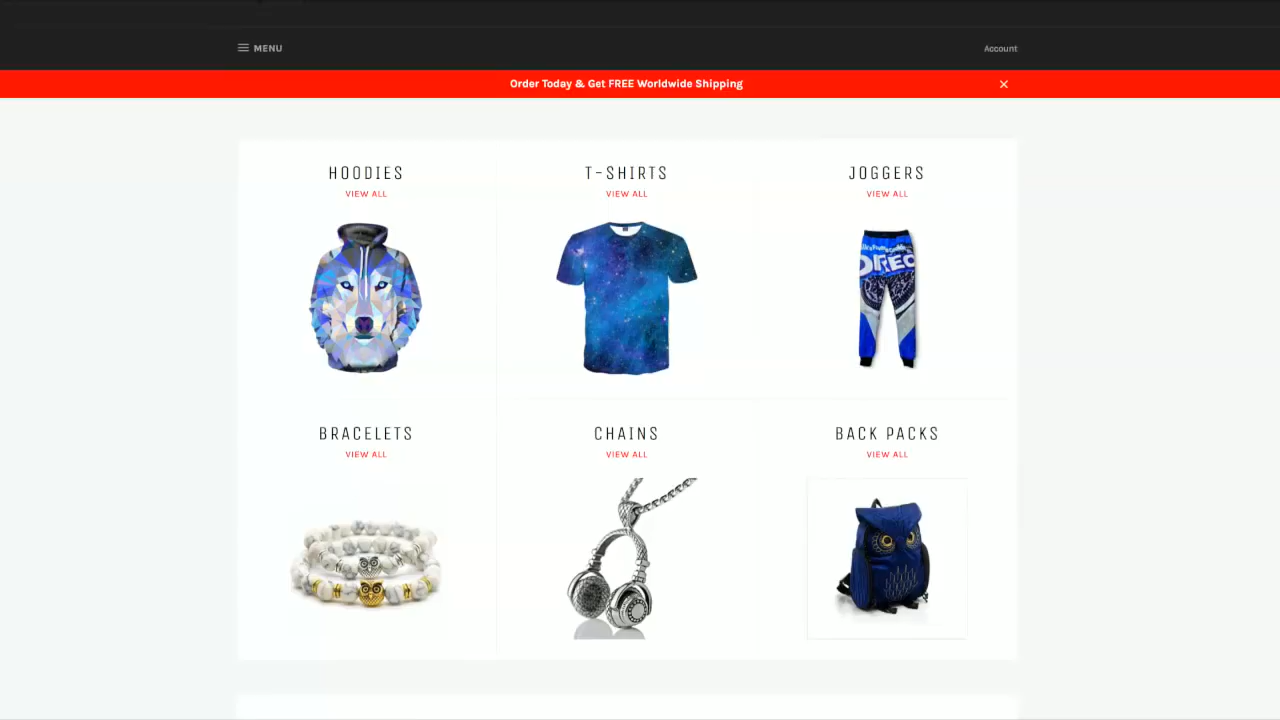 MENU
Account
Order Today & Get FREE Worldwide Shipping
HOODIES
VIEW ALL
T-SHIRTS
VIEW ALL
JOGGERS
VIEW ALL
OREO
BRACELETS
VIEW ALL
CHAINS
VIEW ALL
BACK PACKS
VIEW ALL